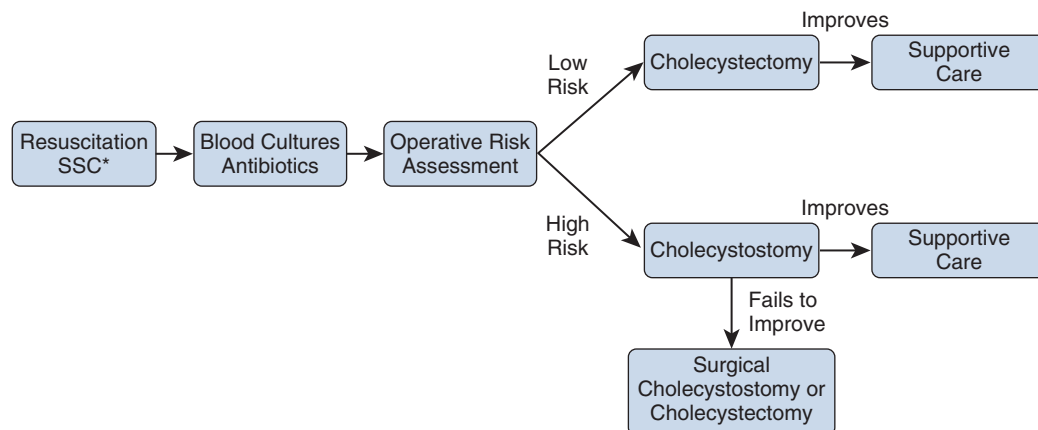 Resuscitation
SSC*
Blood Cultures
Antibiotics
Operative Risk
Assessment
Low
Risk
Cholecystectomy
Improves
Supportive
Care
High
Risk
Cholecystostomy
Improves
Supportive
Care
Fails to
Improve
Surgical
Cholecystostomy or
Cholecystectomy